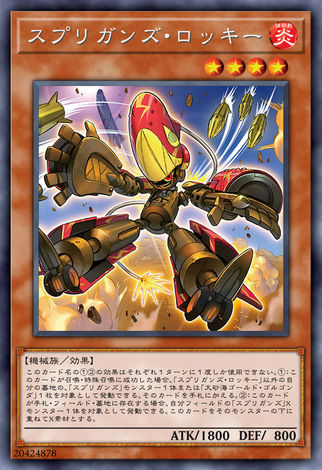 スプリガンズ・ロッキー
炎
ほのお
[機械族/効果]
このカード名の①②の効果はそれぞれ1ターンに1度しか使用できない。①:こ
のカードが召喚・特殊召喚に成功した場合、「スプリガンズ・ロッキー」以外の自分
の墓地の、「スプリガンズ」モンスター1体または「大砂海ゴールド・ゴルゴン
ダ」1枚を対象として発動できる。そのカードを手札に加える。②:このカード
が手札・フィールド・墓地に存在する場合、自分フィールドの「スプリガンズ」X
モンスター1体を対象として発動できる。このカードをそのモンスターの下に
重ねてX素材とする。
ATK/1800 DEF/ 800
20424878